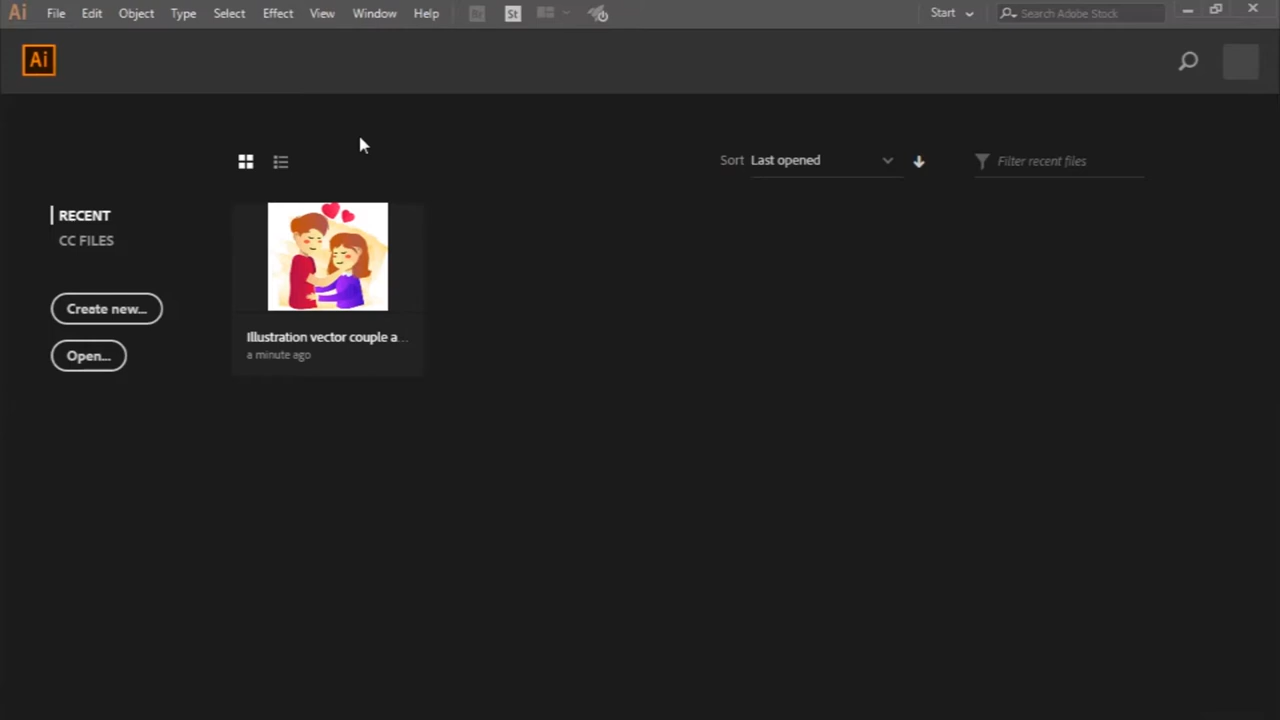 Ai File Edit Object Type Select Effect View Window Help Br St Start Search Adobe Stock
Ai
Sort Last opened Filter recent files
RECENT
CC FILES
Create new...
Open...
Illustration vector couple a...
a minute ago